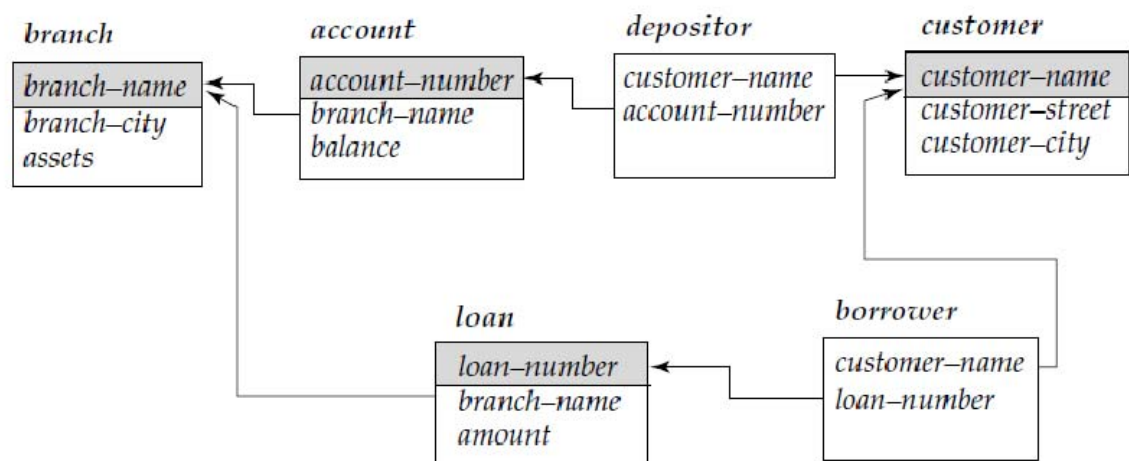 branch
branch–name
branch–city
assets
account
account–number
branch–name
balance
depositor
customer–name
account–number
customer
customer–name
customer–street
customer–city
loan
loan–number
branch–name
amount
borrower
customer–name
loan–number